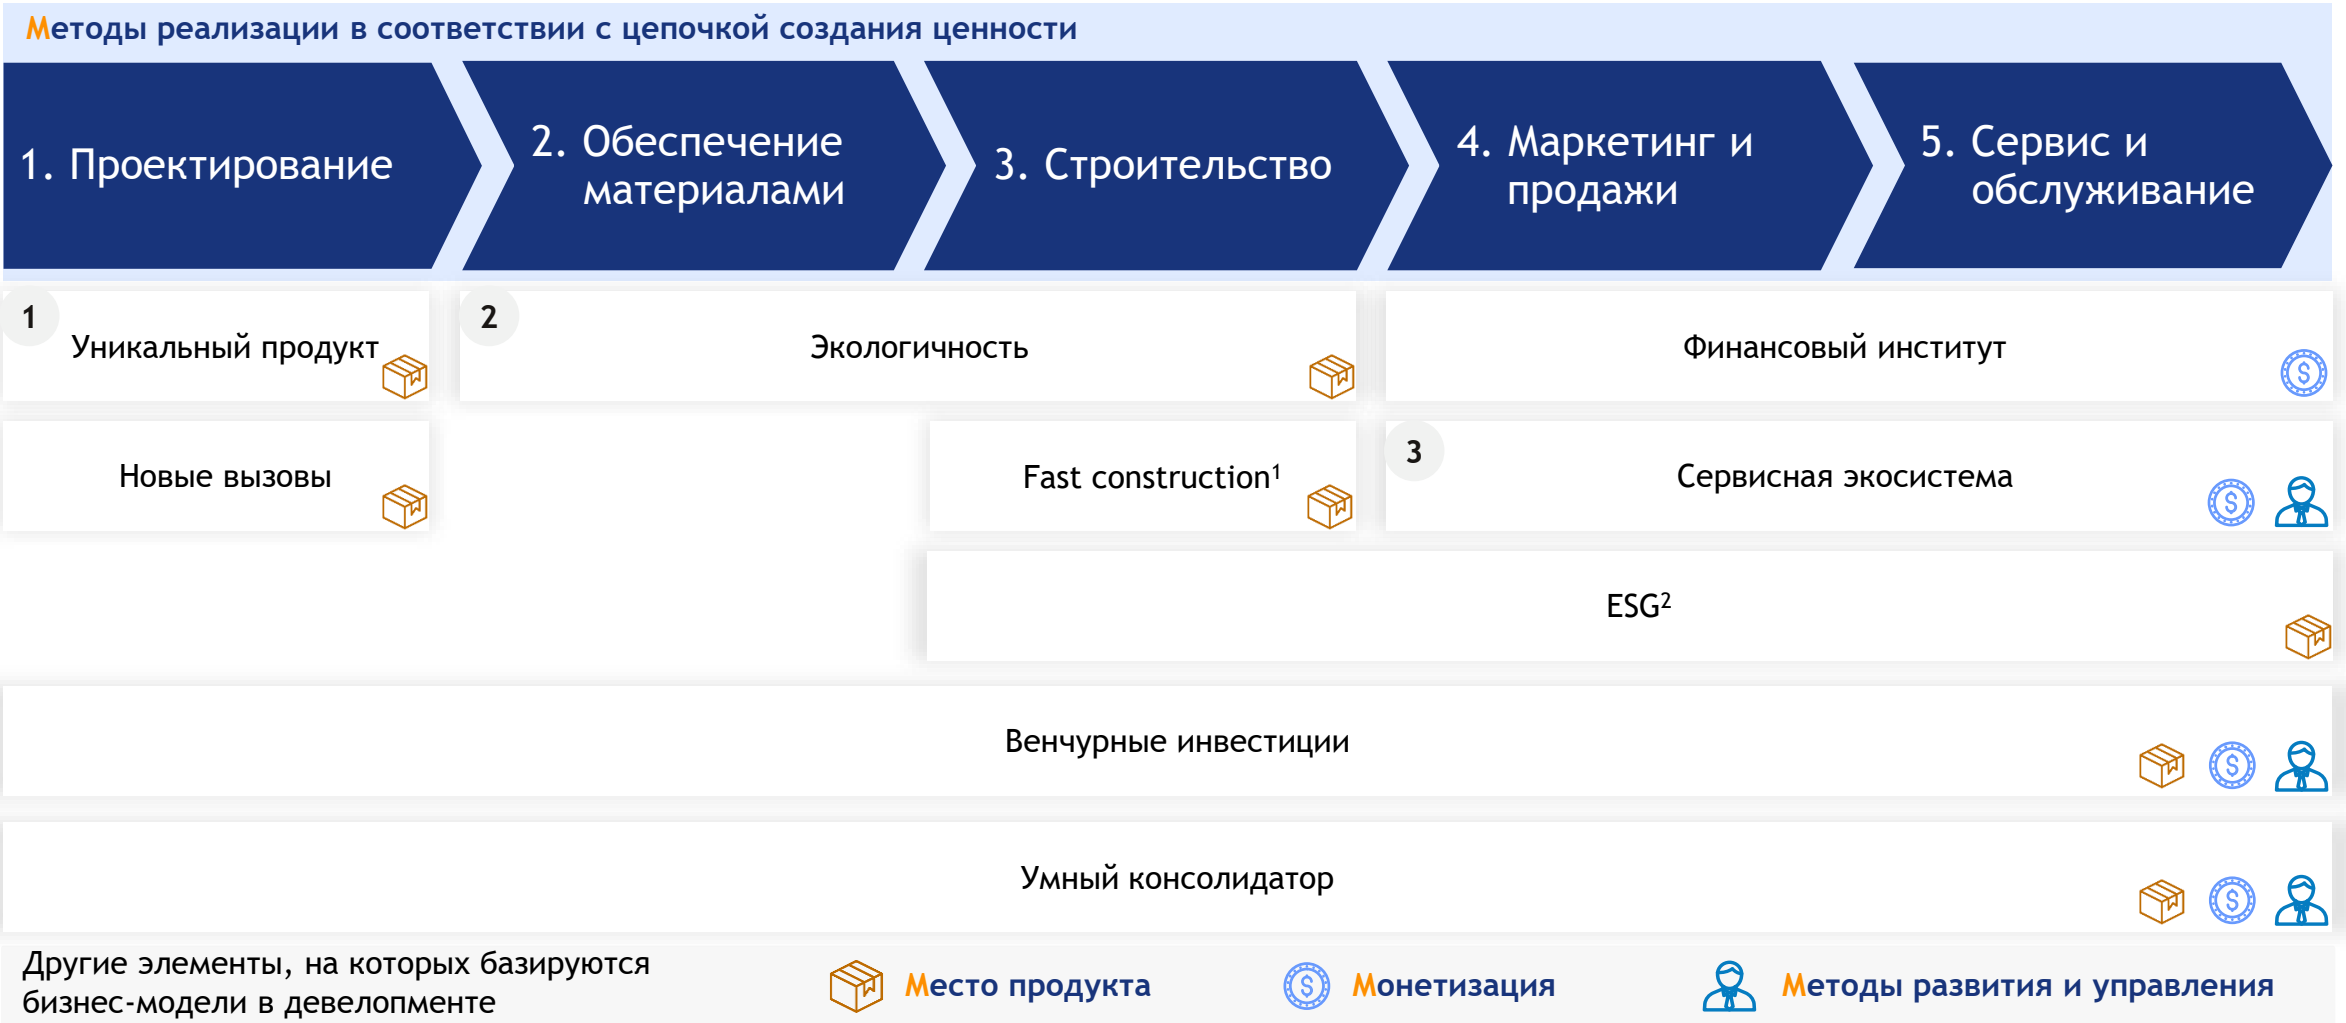 Методы реализации в соответствии с цепочкой создания ценности
1. Проектирование
2. Обеспечение
материалами
3. Строительство
4. Маркетинг и
продажи
5. Сервис и
обслуживание
1
Уникальный продукт
2
Экологичность
Финансовый институт
Новые вызовы
Fast construction¹
3
Сервисная экосистема
ESG²
Венчурные инвестиции
Умный консолидатор
Другие элементы, на которых базируются
бизнес-модели в девелопменте
Место продукта
Монетизация
Методы развития и управления